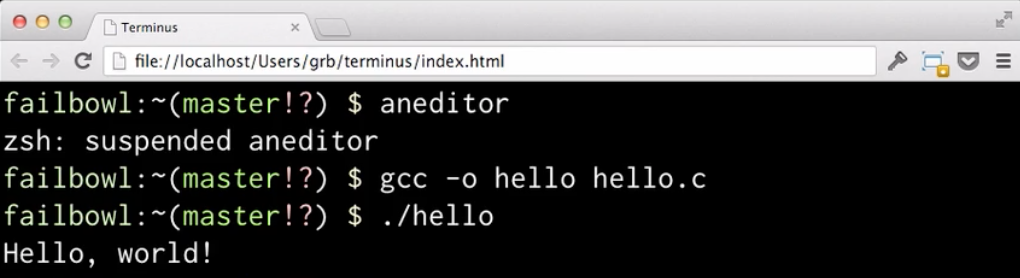 Terminus
file://localhost/Users/grb/terminus/index.html
failbowl:~(master!?) $ aneditor
zsh: suspended aneditor
failbowl:~(master!?) $ gcc -o hello hello.c
failbowl:~(master!?) $ ./hello
Hello, world!